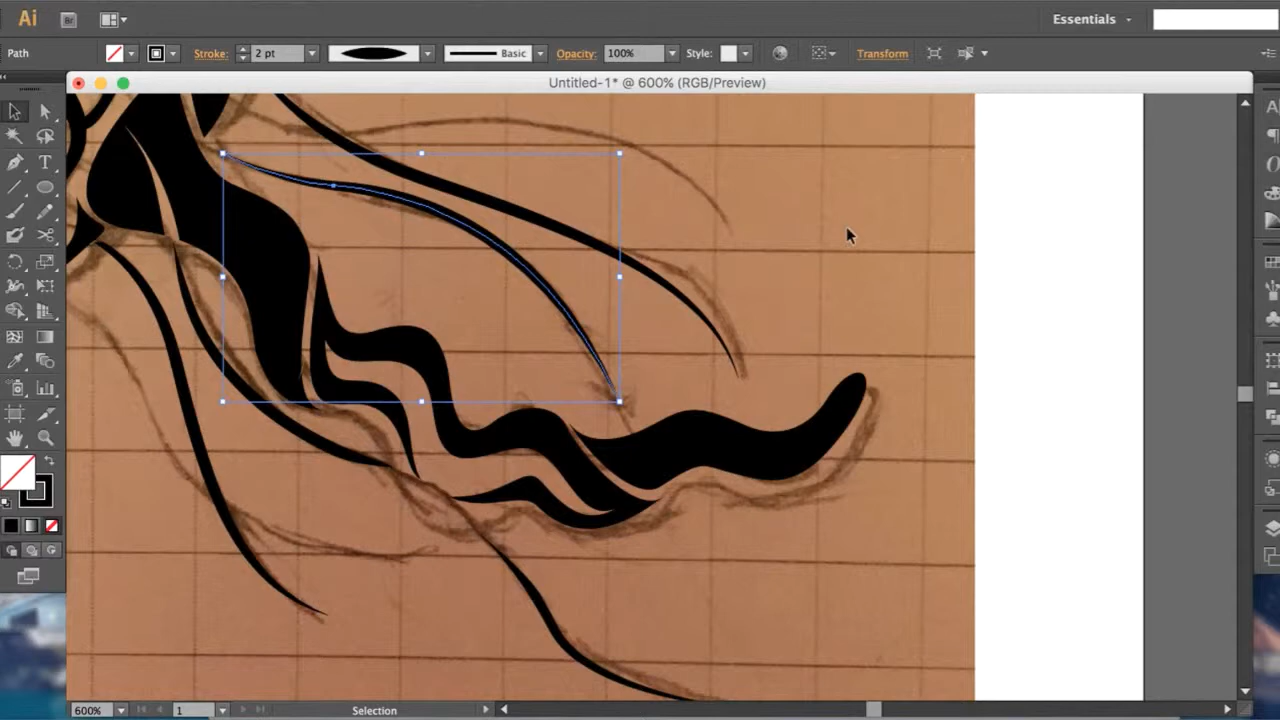 Ai Br Essentials
Path Stroke: 2 pt Basic Opacity: 100% Style: Transform
Untitled-1* @ 600% (RGB/Preview)
T
600% 1 Selection